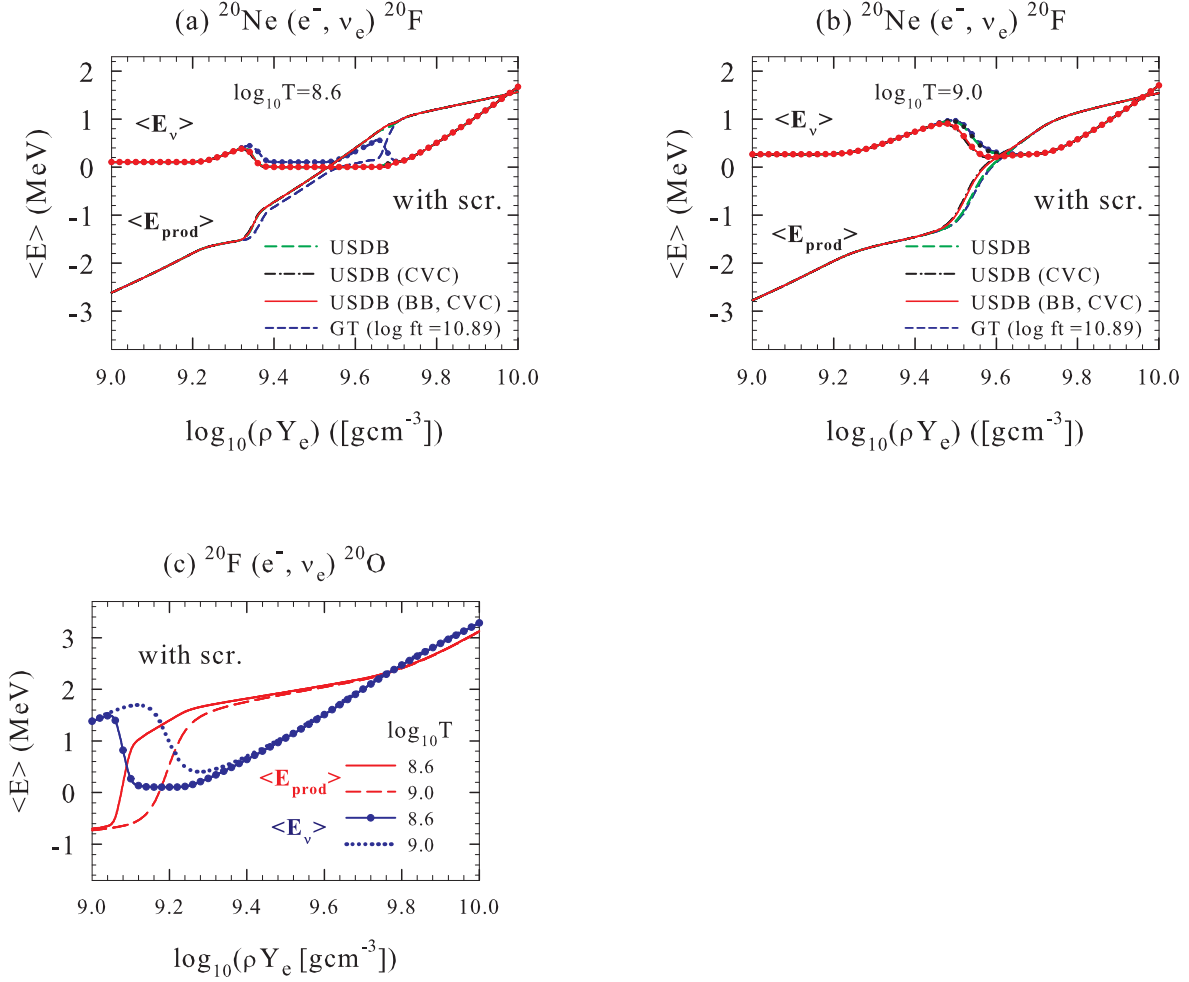 (a) ²⁰Ne (e⁻, νₑ) ²⁰F
2
1
0
-1
-2
-3
<E> (MeV)
log₁₀T=8.6
<Eᵥ>
<E_prod>
with scr.
USDB
USDB (CVC)
USDB (BB, CVC)
GT (log ft =10.89)
9.0 9.2 9.4 9.6 9.8 10.0
log₁₀(ρYₑ) ([gcm⁻³])
(b) ²⁰Ne (e⁻, νₑ) ²⁰F
2
1
0
-1
-2
-3
<E> (MeV)
log₁₀T=9.0
<Eᵥ>
<E_prod>
with scr.
USDB
USDB (CVC)
USDB (BB, CVC)
GT (log ft =10.89)
9.0 9.2 9.4 9.6 9.8 10.0
log₁₀(ρYₑ) ([gcm⁻³])
(c) ²⁰F (e⁻, νₑ) ²⁰O
3
2
1
0
-1
<E> (MeV)
with scr.
log₁₀T
<E_prod>
8.6
9.0
<Eᵥ>
8.6
9.0
9.0 9.2 9.4 9.6 9.8 10.0
log₁₀(ρYₑ [gcm⁻³])